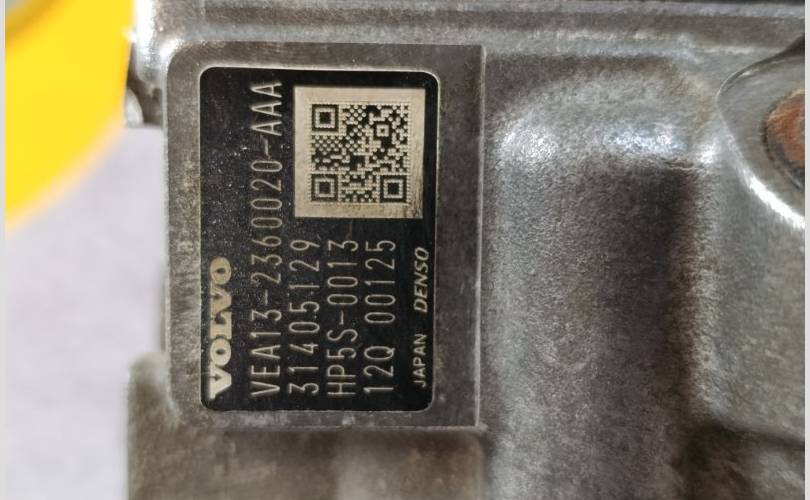 VOLVO
VEA13-2360020-AAA
31405129
HP5S-0013
12Q 00125
JAPAN DENSO